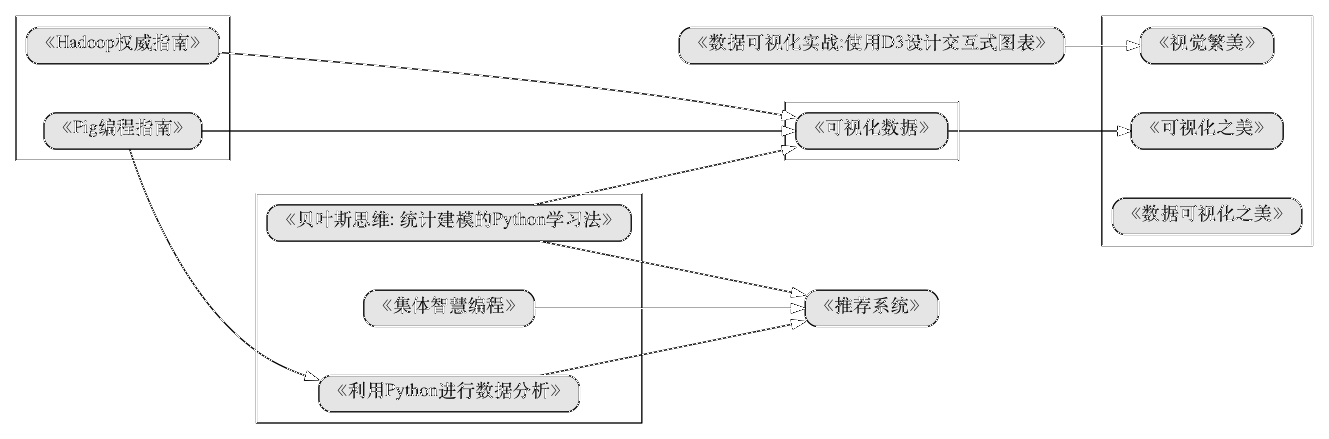 《Hadoop权威指南》
《数据可视化实战:使用D3设计交互式图表》
《视觉繁美》
《Pig编程指南》
《可视化数据》
《可视化之美》
《贝叶斯思维: 统计建模的Python学习法》
《数据可视化之美》
《集体智慧编程》
《推荐系统》
《利用Python进行数据分析》